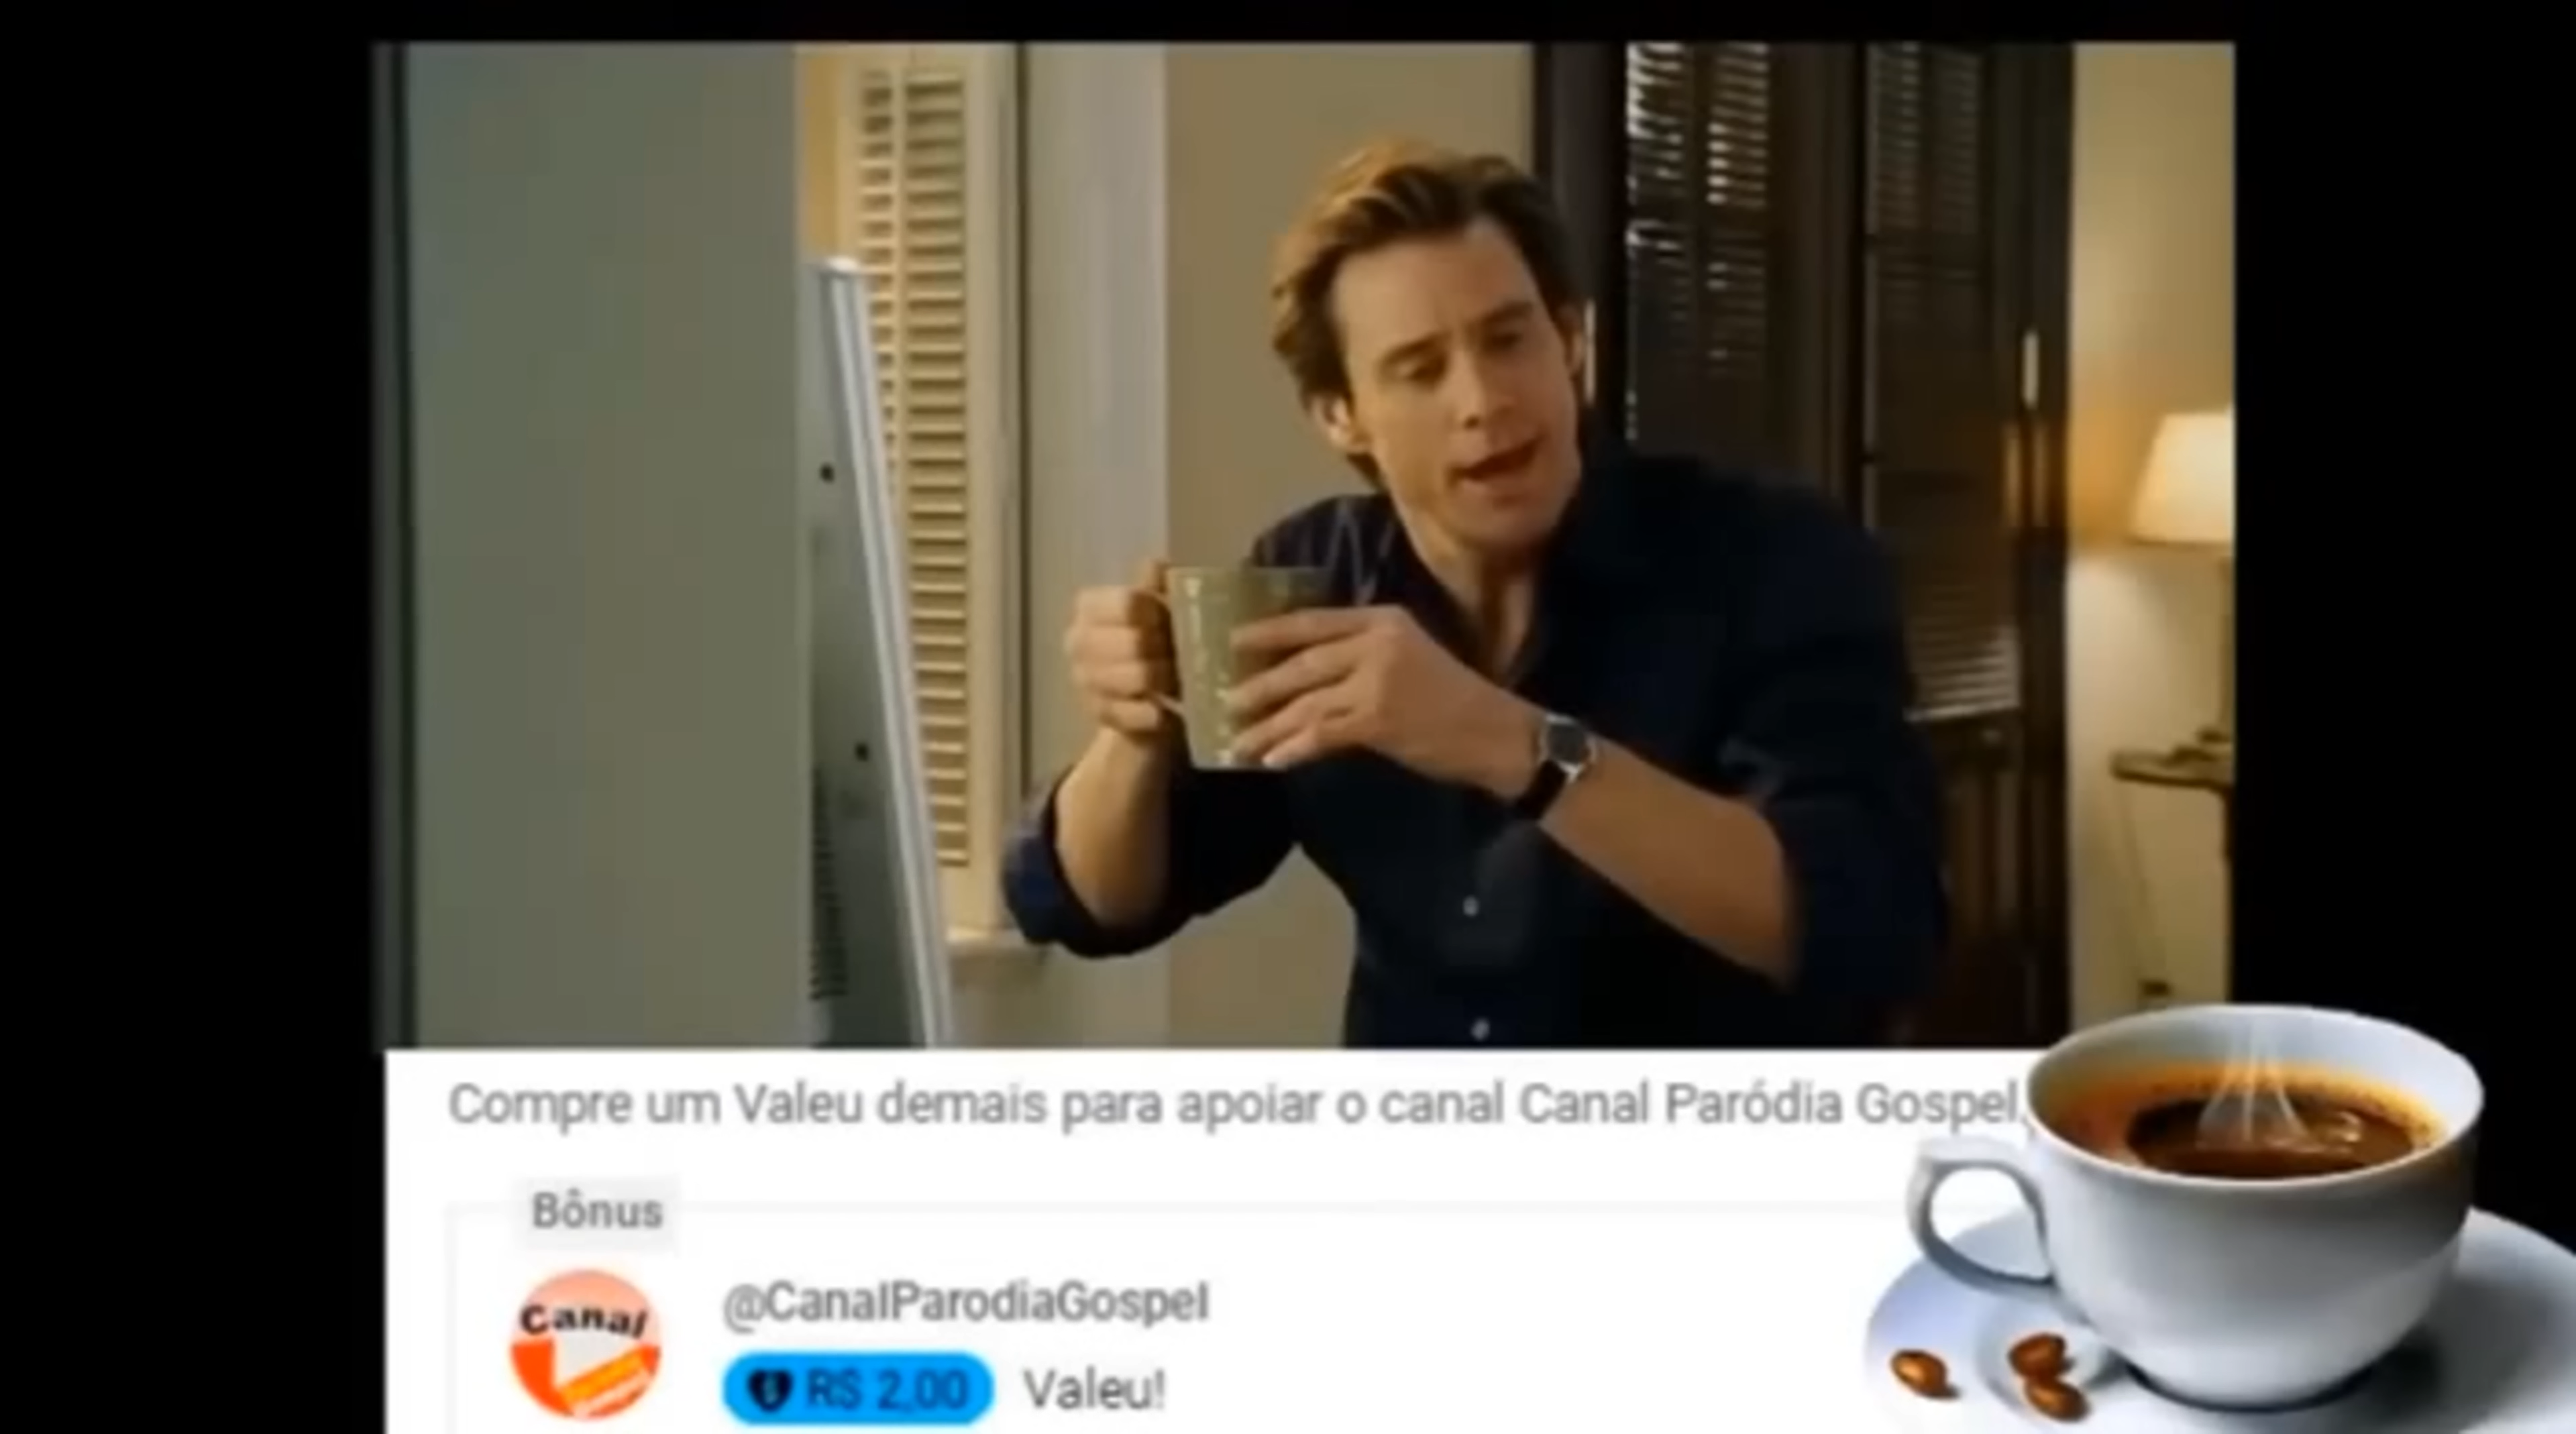 Compre um Valeu demais para apoiar o canal Canal Paródia Gospel.
Bônus
Canal
@CanalParodiaGospel
R$ 2,00 Valeu!